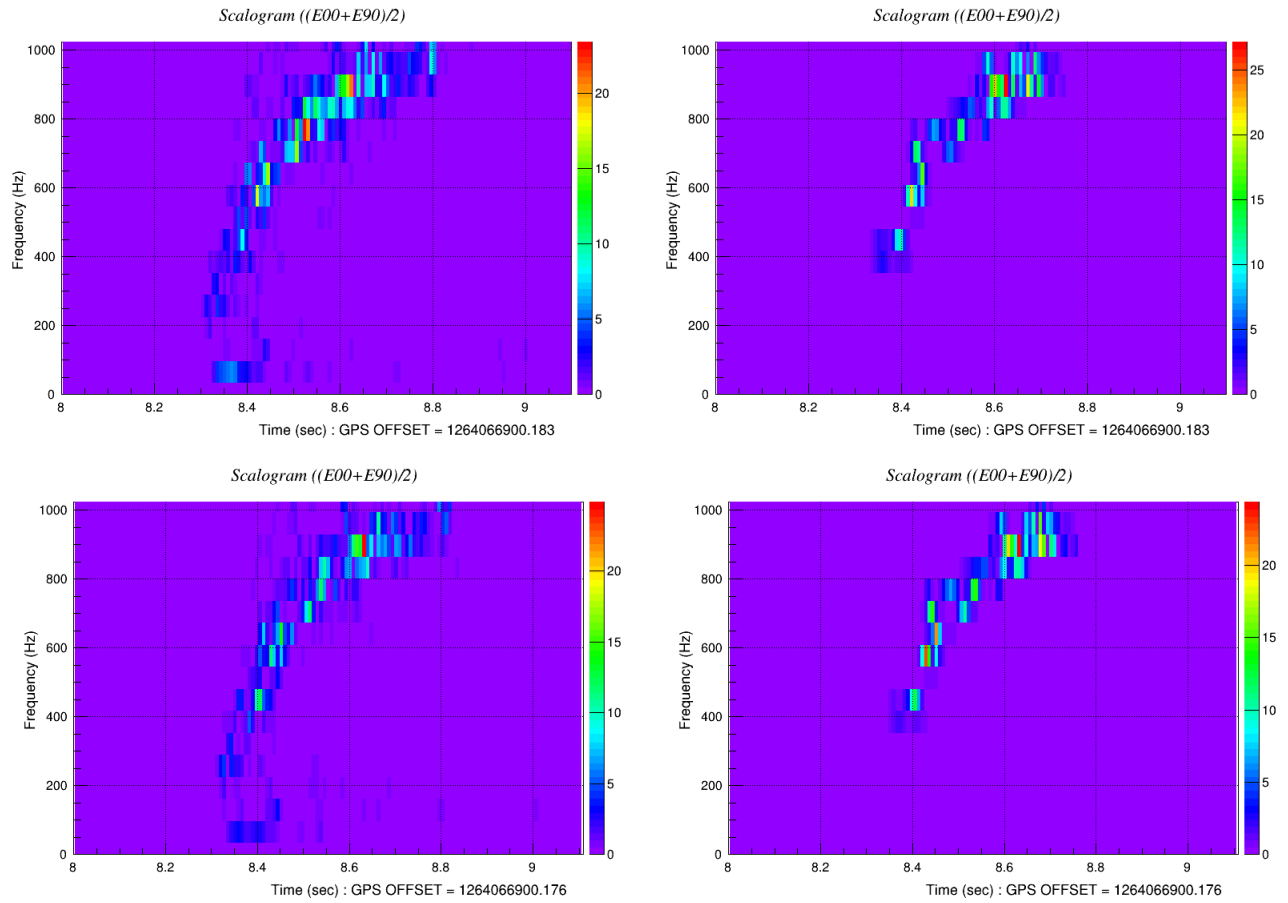 Scalogram ((E00+E90)/2)
Frequency (Hz)
1000
800
600
400
200
0
8 8.2 8.4 8.6 8.8 9
20
15
10
5
0
Time (sec) : GPS OFFSET = 1264066900.183
Scalogram ((E00+E90)/2)
Frequency (Hz)
1000
800
600
400
200
0
8 8.2 8.4 8.6 8.8 9
25
20
15
10
5
0
Time (sec) : GPS OFFSET = 1264066900.183
Scalogram ((E00+E90)/2)
Frequency (Hz)
1000
800
600
400
200
0
8 8.2 8.4 8.6 8.8 9
20
15
10
5
0
Time (sec) : GPS OFFSET = 1264066900.176
Scalogram ((E00+E90)/2)
Frequency (Hz)
1000
800
600
400
200
0
8 8.2 8.4 8.6 8.8 9
20
15
10
5
0
Time (sec) : GPS OFFSET = 1264066900.176